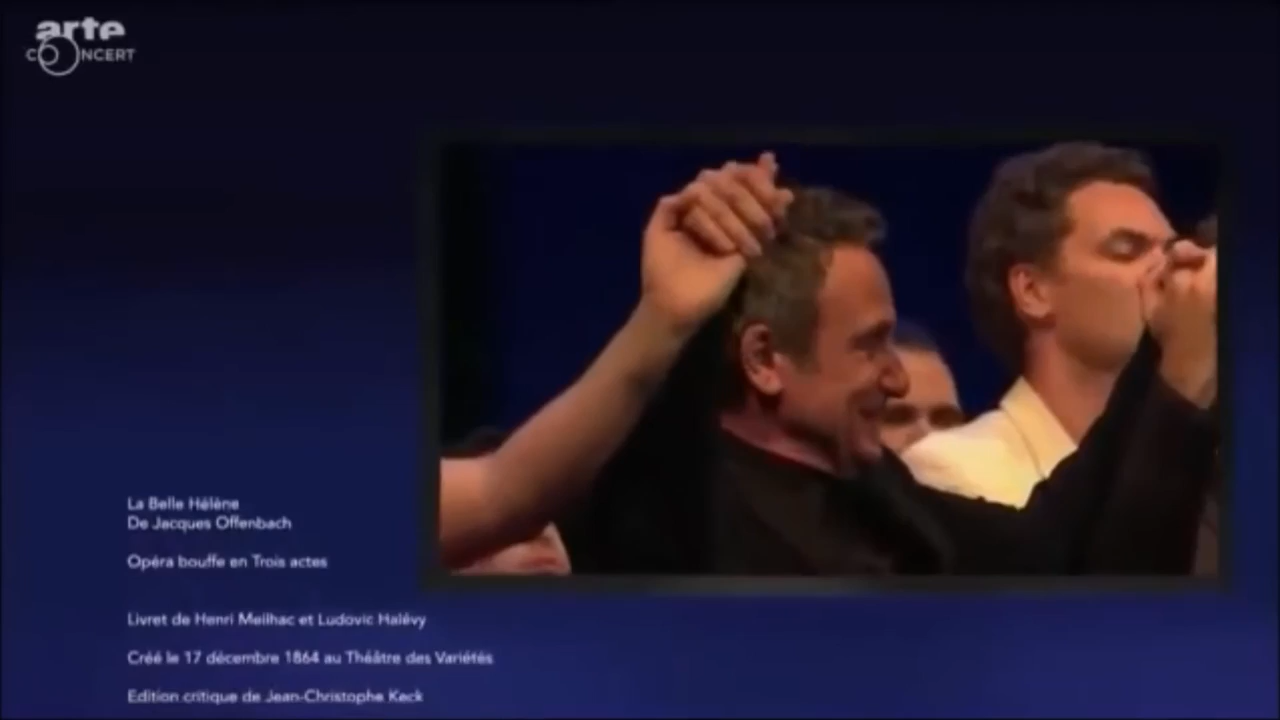 arte
CONCERT
La Belle Hélène
De Jacques Offenbach
Opéra bouffe en Trois actes
Livret de Henri Meilhac et Ludovic Halévy
Créé le 17 décembre 1864 au Théâtre des Variétés
Edition critique de Jean-Christophe Keck